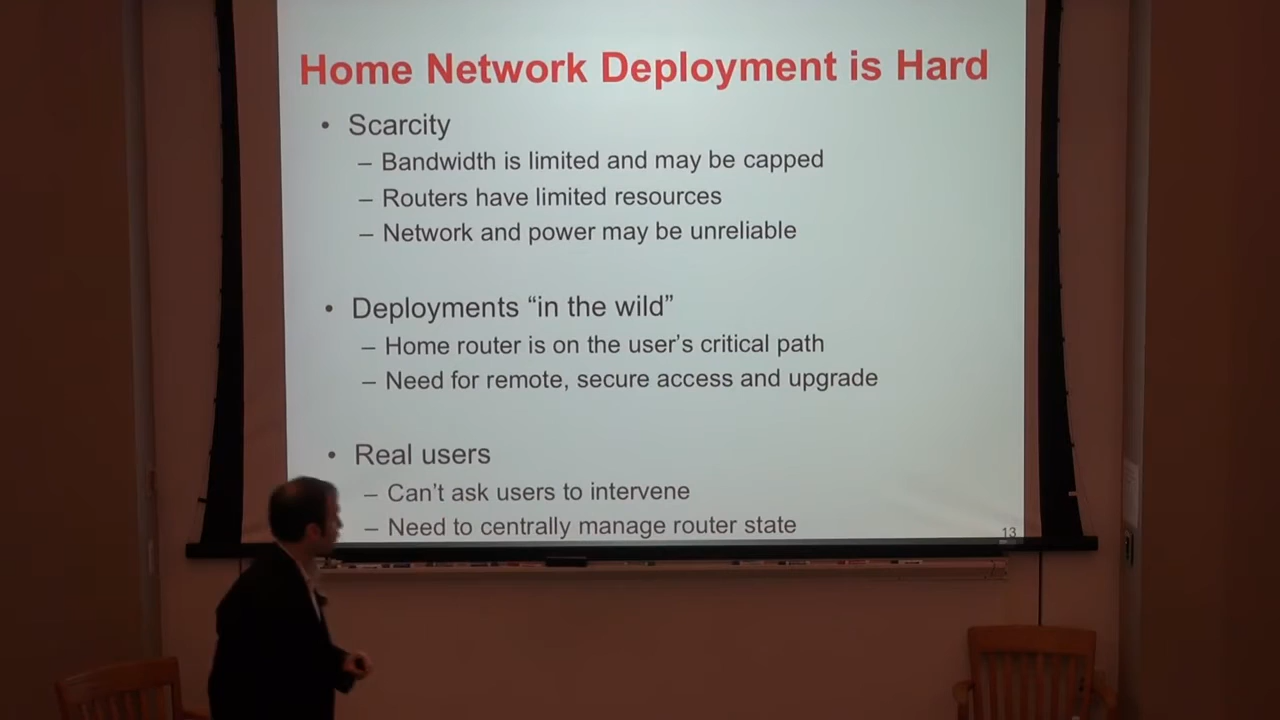 Home Network Deployment is Hard
• Scarcity
– Bandwidth is limited and may be capped
– Routers have limited resources
– Network and power may be unreliable
• Deployments “in the wild”
– Home router is on the user’s critical path
– Need for remote, secure access and upgrade
• Real users
– Can’t ask users to intervene
– Need to centrally manage router state
13